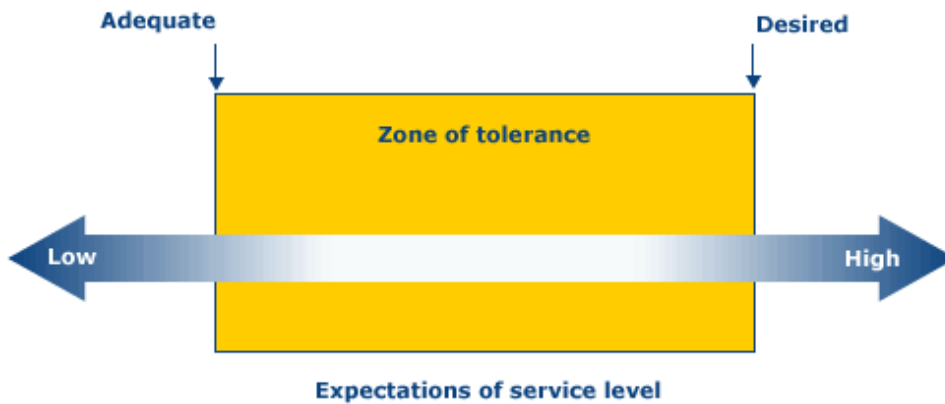 Adequate
Desired
Zone of tolerance
Low
High
Expectations of service level